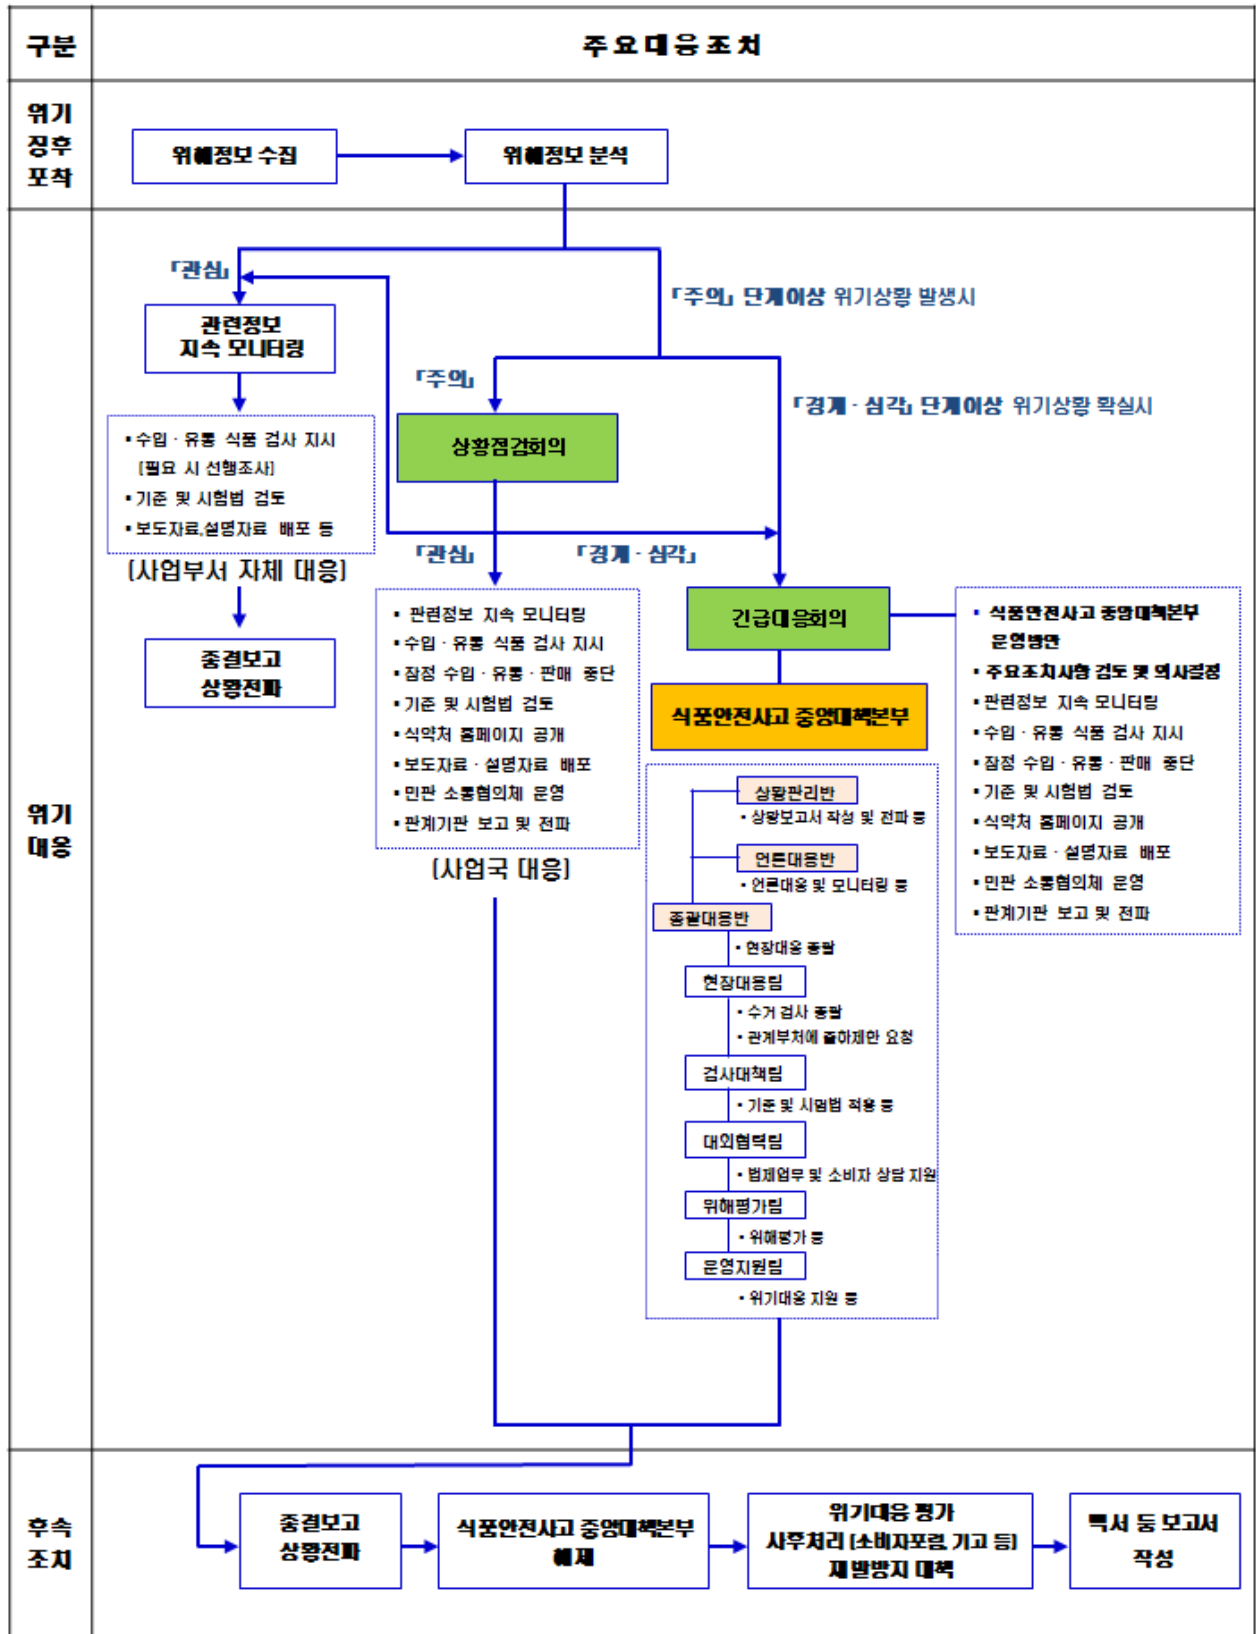 구분
주요대응조치
위기
징후
포착
위해정보 수집
위해정보 분석
위기
대응
「관심」
「주의」 단계이상 위기상황 발생시
관련정보
지속 모니터링
「주의」
「경계·심각」 단계이상 위기상황 확실시
▪ 수입·유통 식품 검사 지시
(필요 시 선행조사)
▪ 기준 및 시험법 검토
▪ 보도자료,설명자료 배포 등
(사업부서 자체 대응)
종결보고
상황전파
상황점검회의
「관심」
「경계·심각」
▪ 관련정보 지속 모니터링
▪ 수입·유통 식품 검사 지시
▪ 잠정 수입·유통·판매 중단
▪ 기준 및 시험법 검토
▪ 식약처 홈페이지 공개
▪ 보도자료·설명자료 배포
▪ 민관 소통협의체 운영
▪ 관계기관 보고 및 전파
(사업국 대응)
긴급대응회의
▪ 식품안전사고 중앙대책본부
운영방안
▪ 주요조치사항 검토 및 의사결정
▪ 관련정보 지속 모니터링
▪ 수입·유통 식품 검사 지시
▪ 잠정 수입·유통·판매 중단
▪ 기준 및 시험법 검토
▪ 식약처 홈페이지 공개
▪ 보도자료·설명자료 배포
▪ 민관 소통협의체 운영
▪ 관계기관 보고 및 전파
식품안전사고 중앙대책본부
상황관리반
▪ 상황보고서 작성 및 전파 등
언론대응반
▪ 언론대응 및 모니터링 등
총괄대응반
▪ 현장대응 총괄
현장대응팀
▪ 수거 검사 총괄
▪ 관계부처에 출하제한 요청
검사대책팀
▪ 기준 및 시험법 적용 등
대외협력팀
▪ 법제업무 및 소비자 상담 지원
위해평가팀
▪ 위해평가 등
운영지원팀
▪ 위기대응 지원 등
후속
조치
종결보고
상황전파
식품안전사고 중앙대책본부
해제
위기대응 평가
사후처리 (소비자포럼, 기고 등)
재발방지 대책
백서 등 보고서
작성